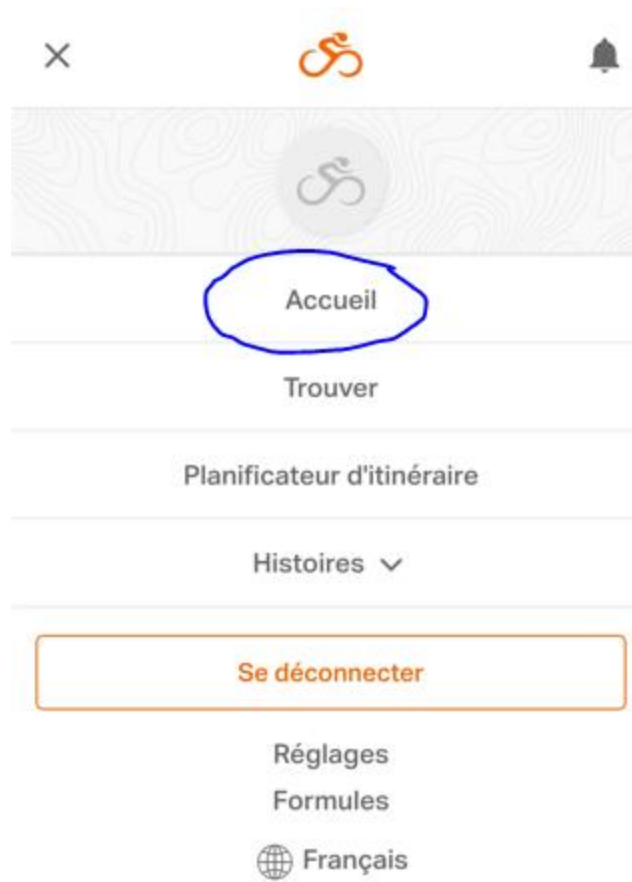 Accueil
Trouver
Planificateur d'itinéraire
Histoires
Se déconnecter
Réglages
Formules
Français